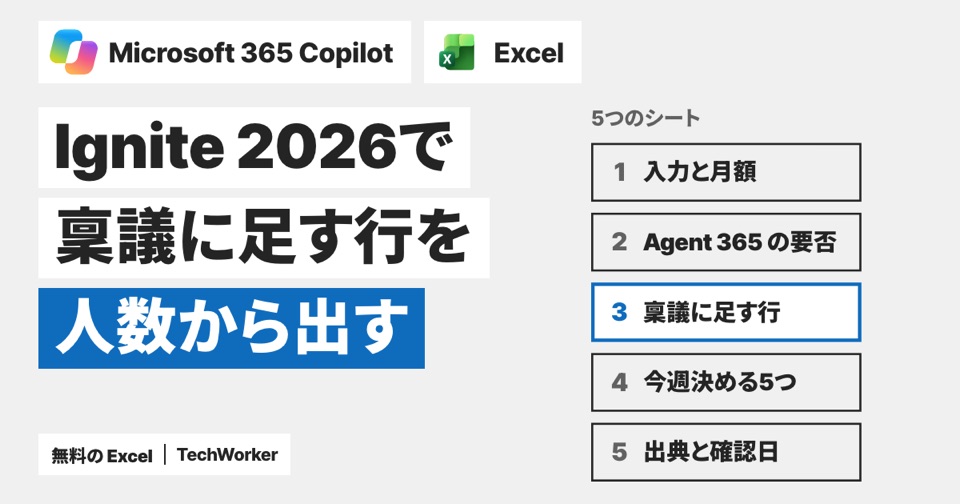 Microsoft 365 Copilot
X
Excel
Ignite 2026で
稟議に足す行を
人数から出す
無料の Excel | TechWorker
5つのシート
1 入力と月額
2 Agent 365 の要否
3 稟議に足す行
4 今週決める5つ
5 出典と確認日